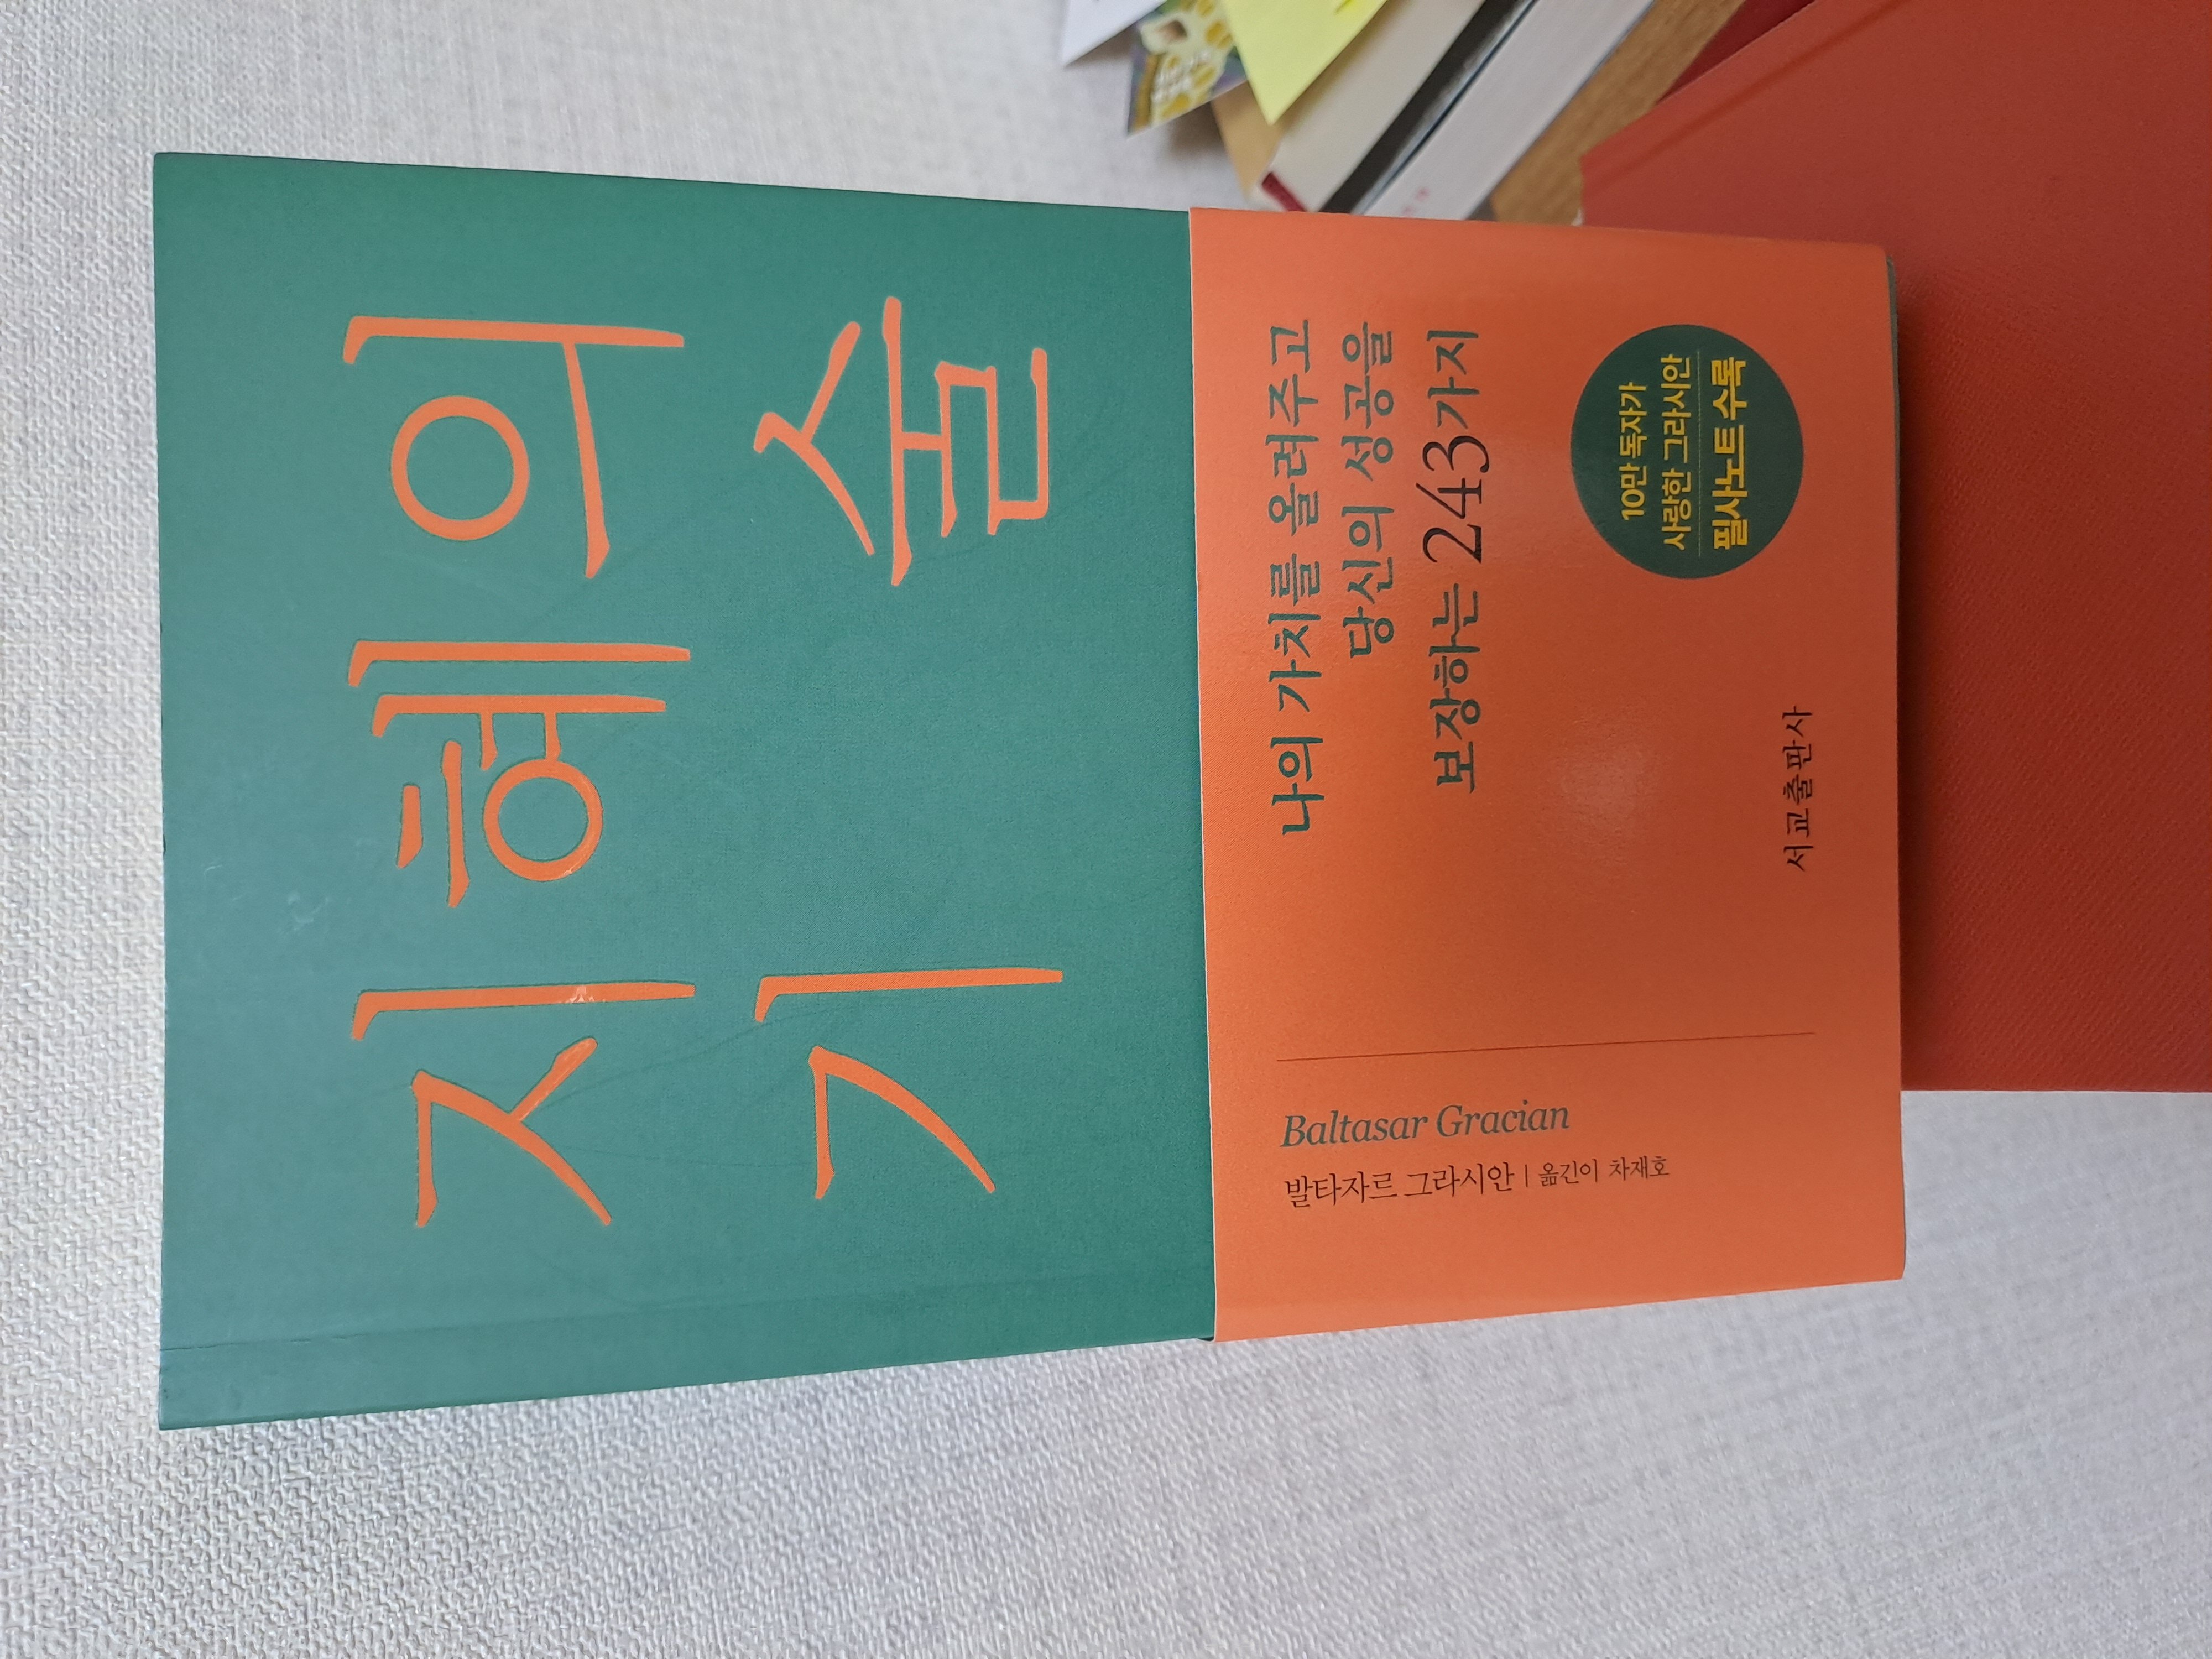 지혜의
기술
나의 가치를 올려주고
당신의 성공을
보장하는 243가지
10만 독자가
사랑한 그라시안
필사노트 수록
Baltasar Gracian
발타자르 그라시안 | 옮긴이 차재호
서교출판사